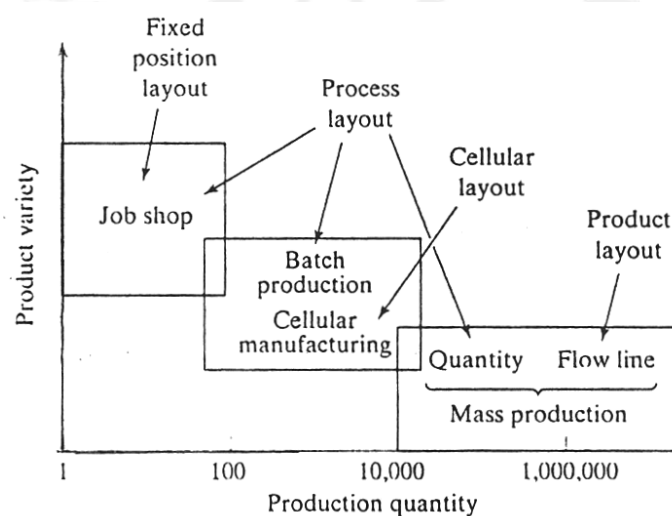 Fixed
position
layout
Process
layout
Cellular
layout
Product
layout
Product variety
Job shop
Batch
production
Cellular
manufacturing
Quantity
Flow line
Mass production
1
100
10,000
1,000,000
Production quantity